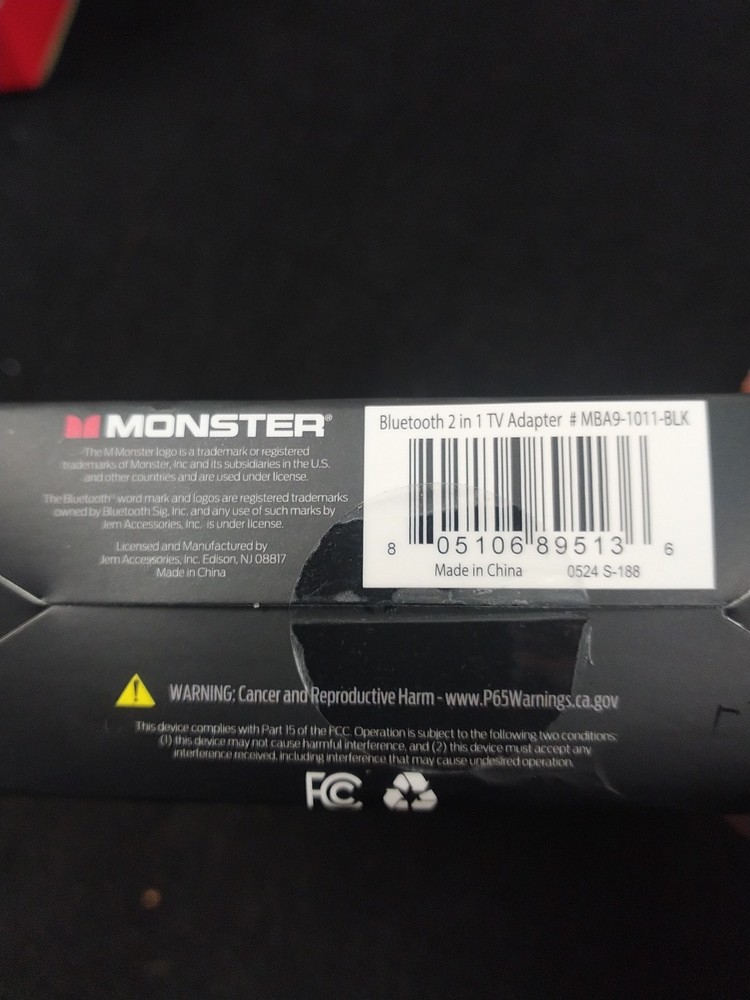 MONSTER®
The M Monster logo is a trademark or registered
trademarks of Monster, Inc and its subsidiaries in the U.S.
and other countries and are used under license.
The Bluetooth® word mark and logos are registered trademarks
owned by Bluetooth Sig, Inc. and any use of such marks by
Jem Accessories, Inc. is under license.
Licensed and Manufactured by
Jem Accessories, Inc. Edison, NJ 08817
Made in China
Bluetooth 2 in 1 TV Adapter # MBA9-1011-BLK
8 05106 89513 6
Made in China 0524 S-188
WARNING: Cancer and Reproductive Harm - www.P65Warnings.ca.gov
This device complies with Part 15 of the FCC. Operation is subject to the following two conditions:
(1) this device may not cause harmful interference, and (2) this device must accept any
interference received, including interference that may cause undesired operation.
FC